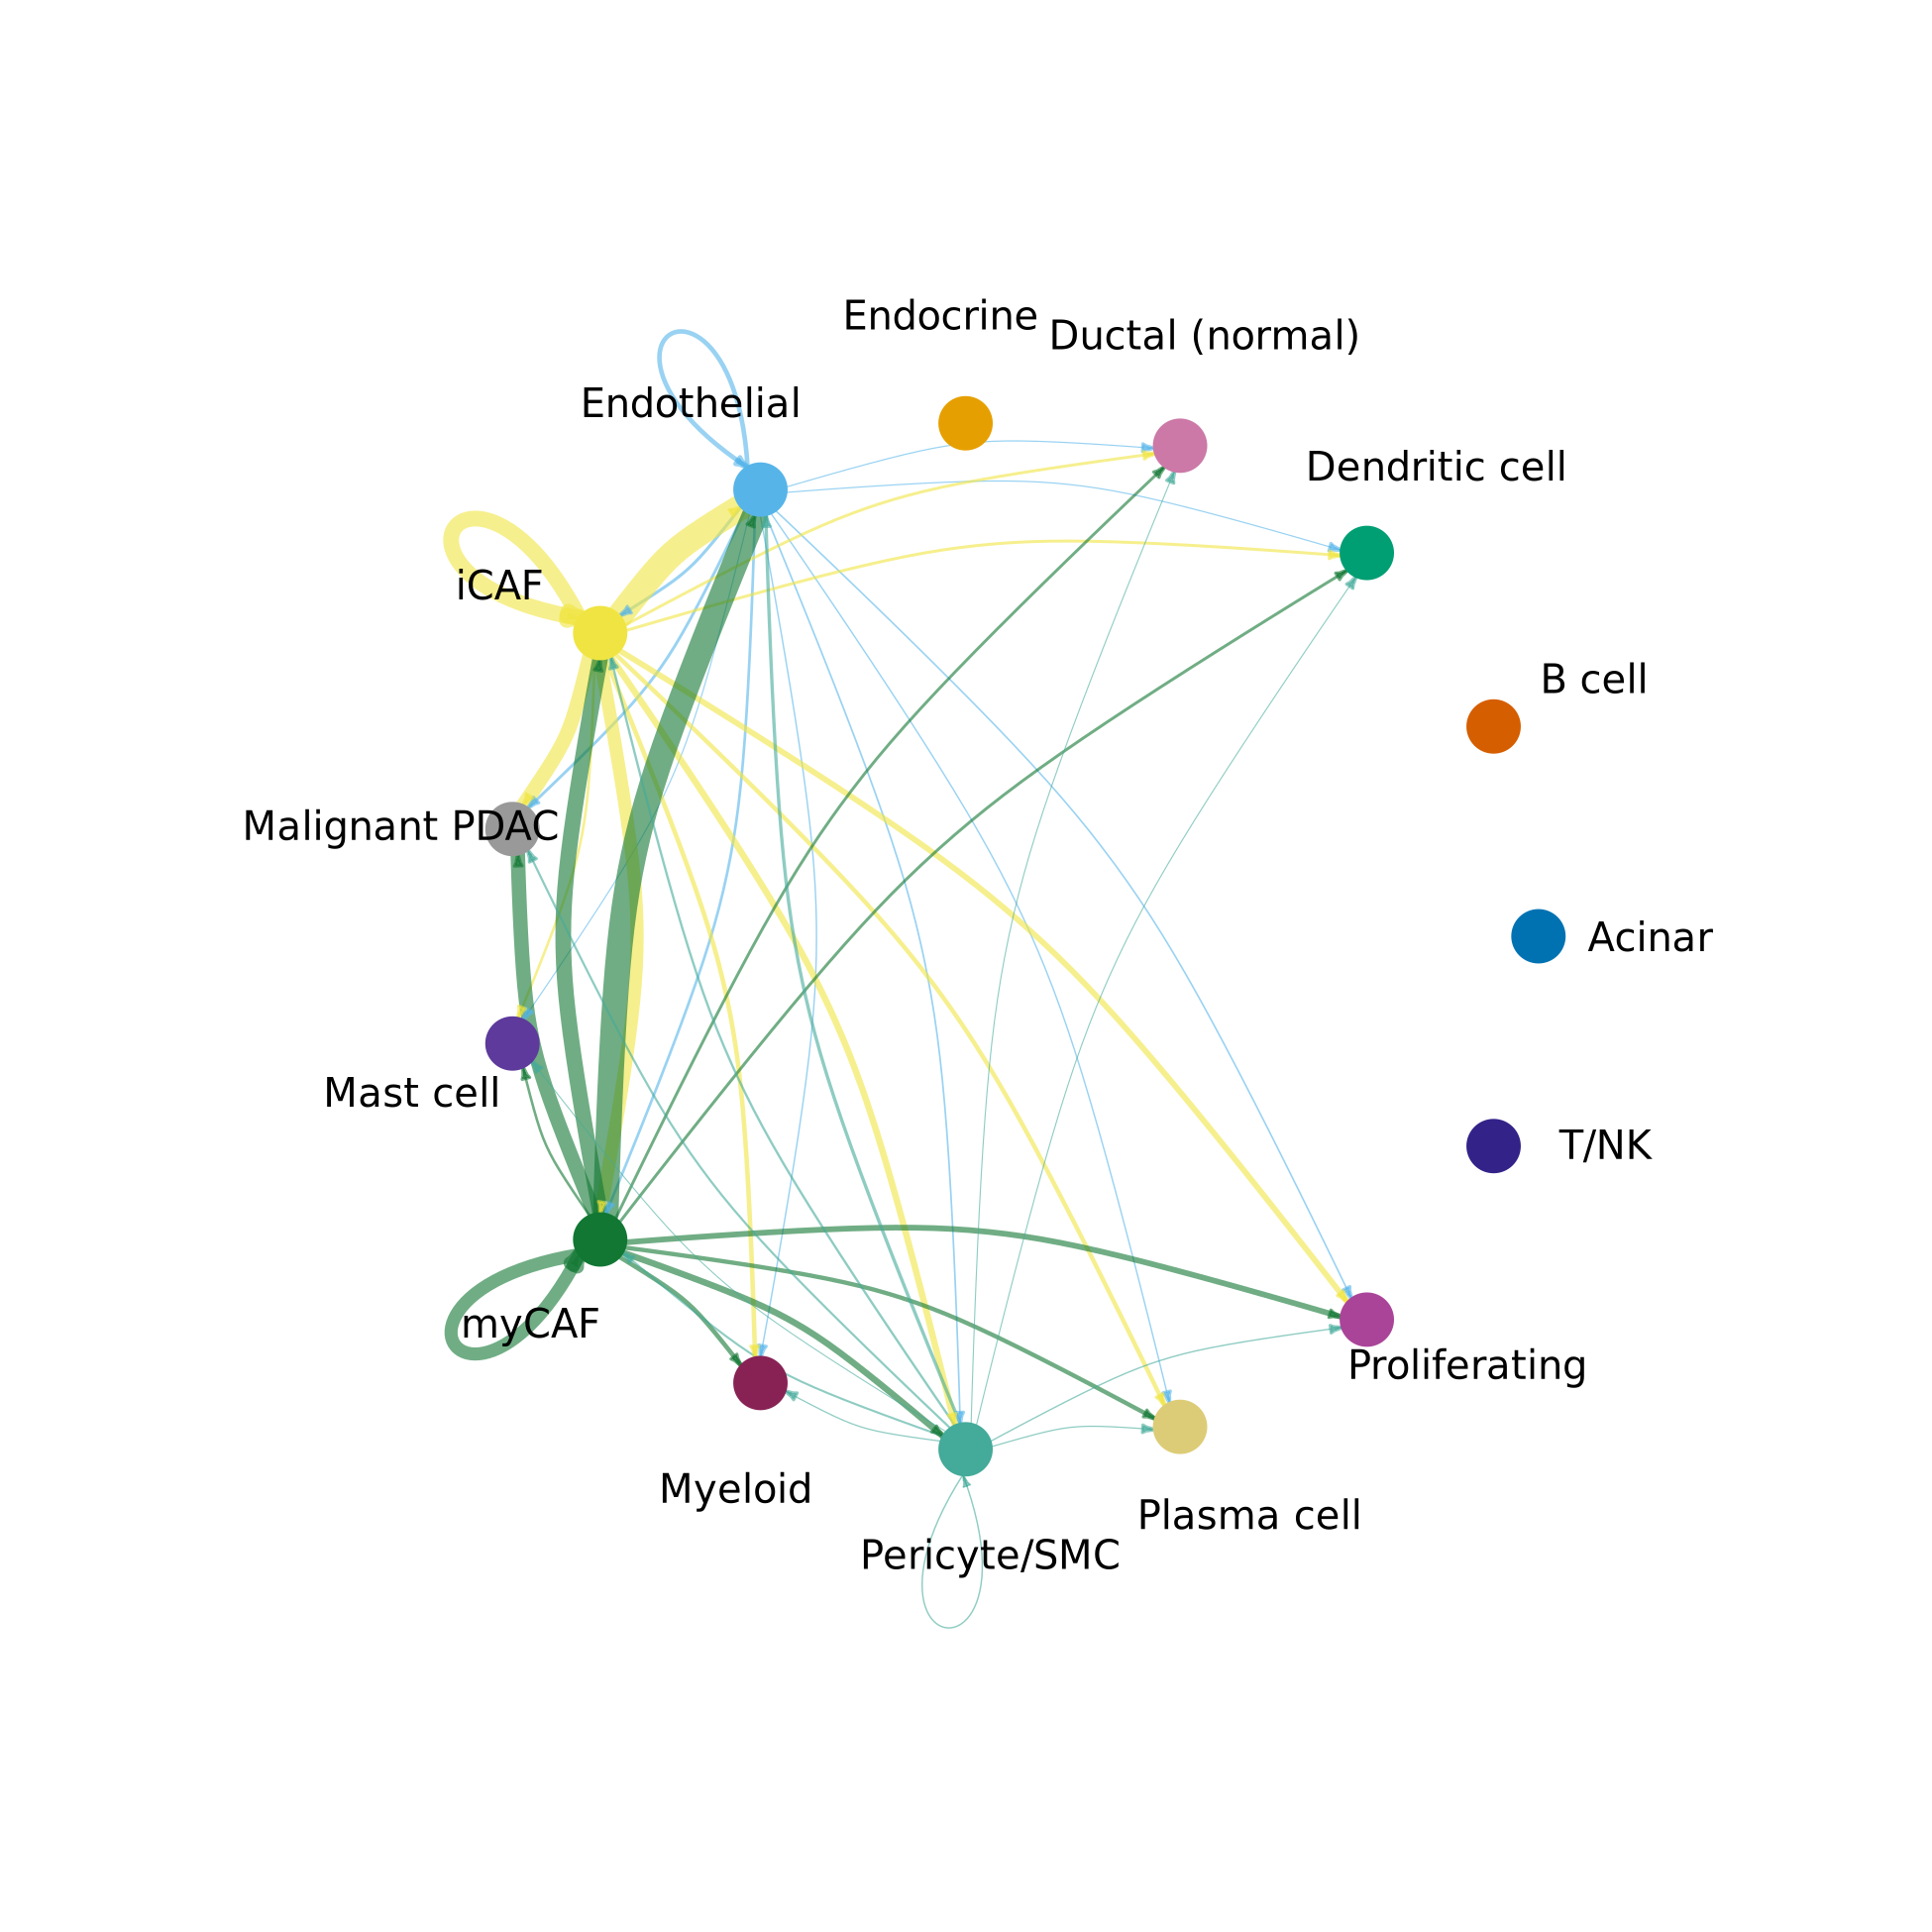 Endocrine
Ductal (normal)
Endothelial
Dendritic cell
iCAF
B cell
Malignant PDAC
Acinar
Mast cell
T/NK
myCAF
Proliferating
Myeloid
Plasma cell
Pericyte/SMC